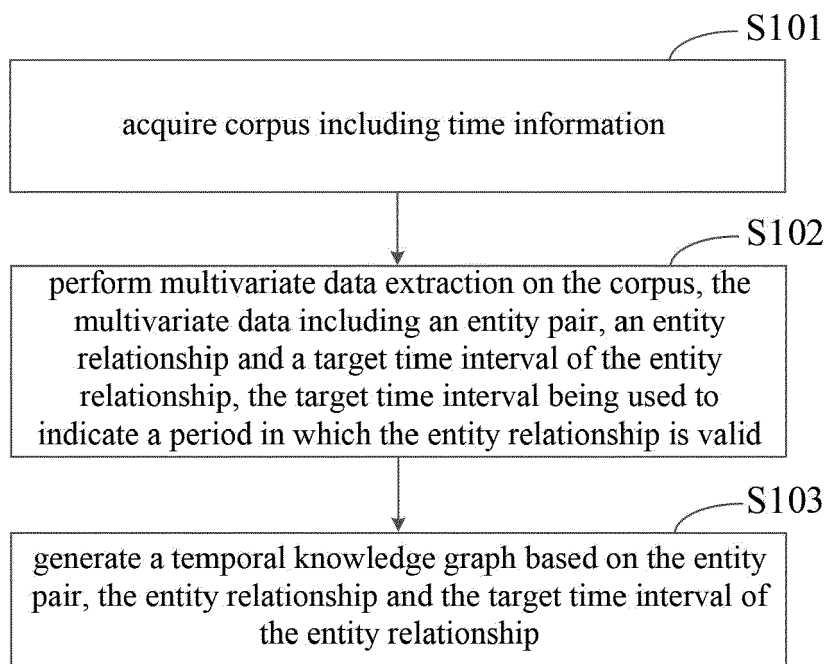 S101
acquire corpus including time information
S102
perform multivariate data extraction on the corpus, the
multivariate data including an entity pair, an entity
relationship and a target time interval of the entity
relationship, the target time interval being used to
indicate a period in which the entity relationship is valid
S103
generate a temporal knowledge graph based on the entity
pair, the entity relationship and the target time interval of
the entity relationship